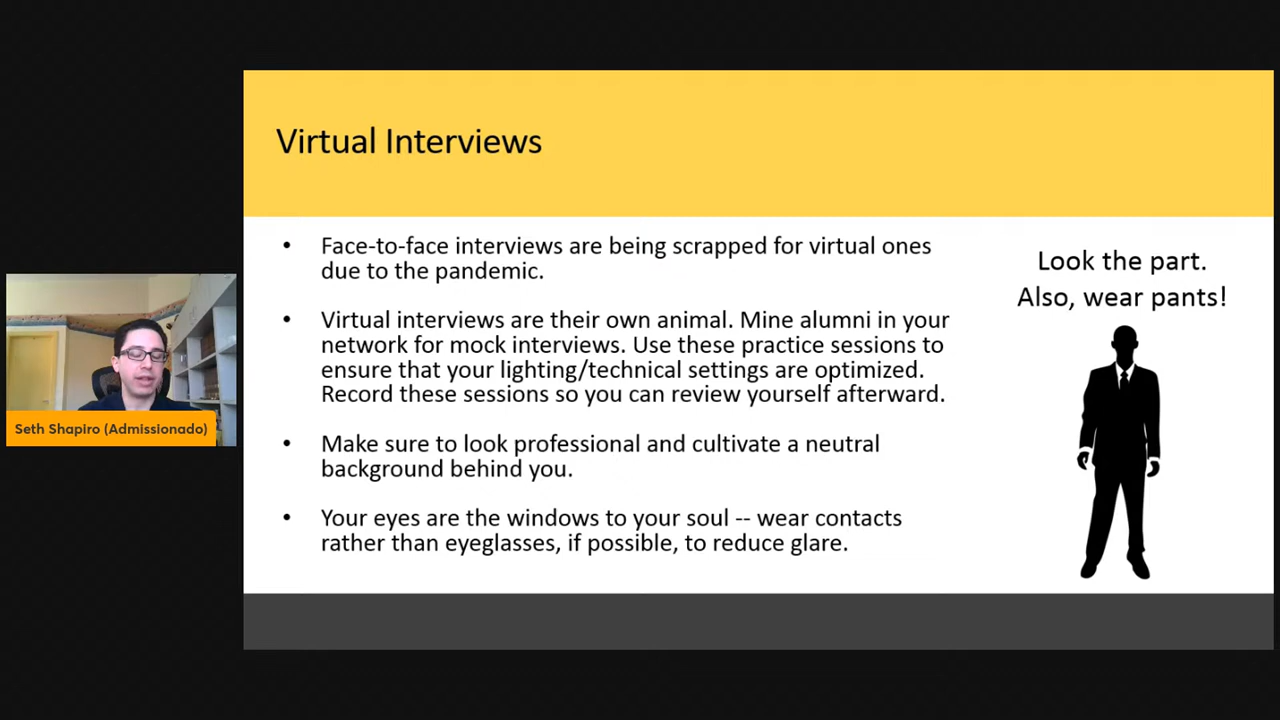 Virtual Interviews
• Face-to-face interviews are being scrapped for virtual ones
due to the pandemic.
• Virtual interviews are their own animal. Mine alumni in your
network for mock interviews. Use these practice sessions to
ensure that your lighting/technical settings are optimized.
Record these sessions so you can review yourself afterward.
• Make sure to look professional and cultivate a neutral
background behind you.
• Your eyes are the windows to your soul -- wear contacts
rather than eyeglasses, if possible, to reduce glare.
Look the part.
Also, wear pants!
Seth Shapiro (Admissionado)